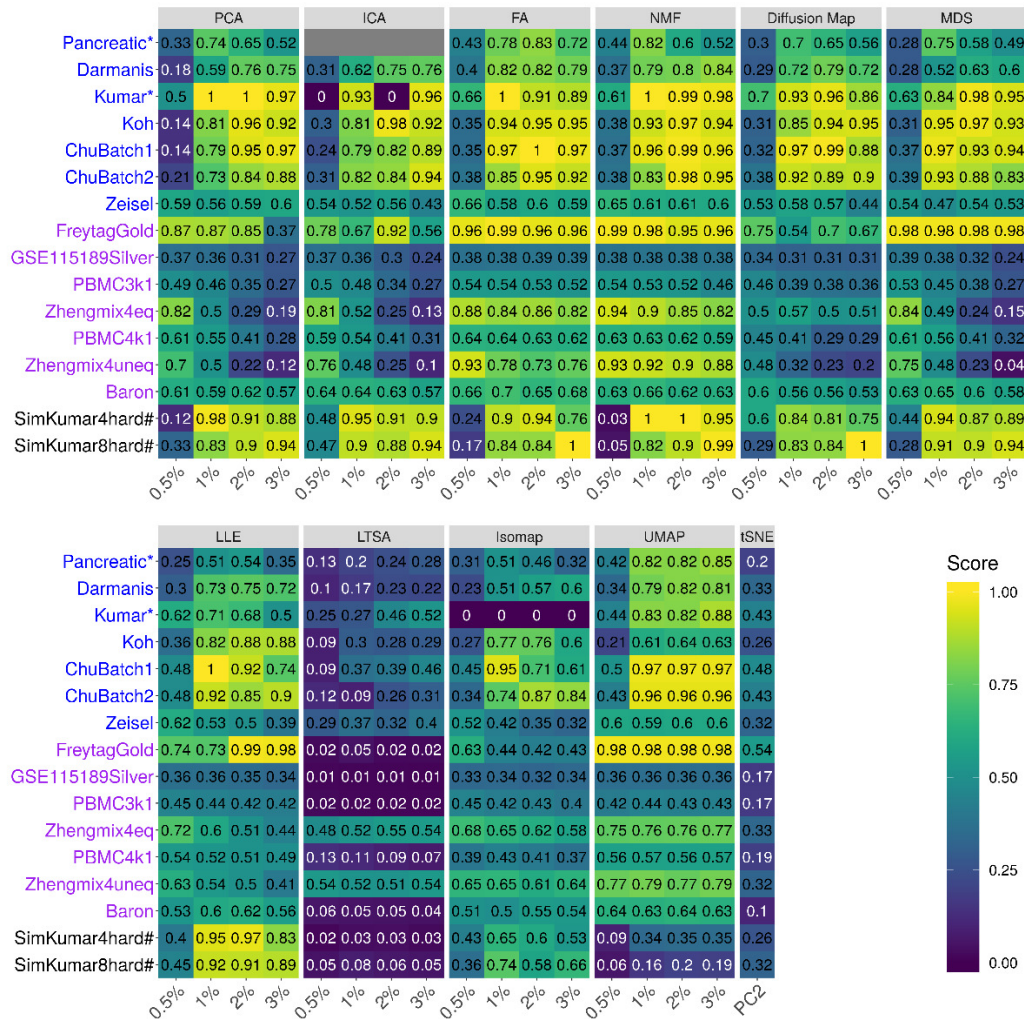 PCA ICA FA NMF Diffusion Map MDS
Pancreatic* 0.33 0.74 0.65 0.52 0.43 0.78 0.83 0.72 0.44 0.82 0.6 0.52 0.3 0.7 0.65 0.56 0.28 0.75 0.58 0.49
Darmanis 0.18 0.59 0.76 0.75 0.31 0.62 0.75 0.76 0.4 0.82 0.82 0.79 0.37 0.79 0.8 0.84 0.29 0.72 0.79 0.72 0.28 0.52 0.63 0.6
Kumar* 0.5 1 1 0.97 0 0.93 0 0.96 0.66 1 0.91 0.89 0.61 1 0.99 0.98 0.7 0.93 0.96 0.86 0.63 0.84 0.98 0.95
Koh 0.14 0.81 0.96 0.92 0.3 0.81 0.98 0.92 0.35 0.94 0.95 0.95 0.38 0.93 0.97 0.94 0.31 0.85 0.94 0.95 0.31 0.95 0.97 0.93
ChuBatch1 0.14 0.79 0.95 0.97 0.24 0.79 0.82 0.89 0.35 0.97 1 0.97 0.38 0.96 0.99 0.96 0.32 0.97 0.99 0.88 0.37 0.97 0.93 0.94
ChuBatch2 0.21 0.73 0.84 0.88 0.31 0.82 0.84 0.94 0.38 0.85 0.95 0.92 0.38 0.83 0.98 0.95 0.38 0.92 0.89 0.9 0.39 0.93 0.88 0.83
Zeisel 0.59 0.56 0.59 0.6 0.54 0.52 0.56 0.43 0.66 0.58 0.6 0.59 0.65 0.61 0.61 0.6 0.53 0.58 0.57 0.44 0.54 0.47 0.54 0.53
FreytagGold 0.87 0.87 0.85 0.37 0.78 0.67 0.92 0.56 0.96 0.99 0.96 0.96 0.99 0.98 0.95 0.96 0.75 0.54 0.7 0.67 0.98 0.98 0.98 0.98
GSE115189Silver 0.37 0.36 0.31 0.27 0.37 0.36 0.3 0.24 0.38 0.38 0.39 0.39 0.38 0.38 0.38 0.38 0.34 0.31 0.31 0.31 0.39 0.38 0.32 0.24
PBMC3k1 0.49 0.46 0.35 0.27 0.5 0.48 0.34 0.27 0.54 0.54 0.53 0.52 0.54 0.53 0.52 0.46 0.46 0.39 0.38 0.36 0.53 0.45 0.38 0.27
Zhengmix4eq 0.82 0.5 0.29 0.19 0.81 0.52 0.25 0.13 0.88 0.84 0.86 0.82 0.94 0.9 0.85 0.82 0.5 0.57 0.5 0.51 0.84 0.49 0.24 0.15
PBMC4k1 0.61 0.55 0.41 0.28 0.59 0.54 0.41 0.31 0.64 0.64 0.63 0.62 0.63 0.63 0.62 0.59 0.45 0.41 0.29 0.29 0.61 0.56 0.41 0.32
Zhengmix4uneq 0.7 0.5 0.22 0.12 0.76 0.48 0.25 0.1 0.93 0.78 0.73 0.76 0.93 0.92 0.9 0.88 0.48 0.32 0.23 0.2 0.75 0.48 0.23 0.04
Baron 0.61 0.59 0.62 0.57 0.64 0.64 0.63 0.57 0.66 0.7 0.65 0.68 0.63 0.66 0.62 0.63 0.6 0.56 0.56 0.53 0.63 0.65 0.6 0.58
SimKumar4hard# 0.12 0.98 0.91 0.88 0.48 0.95 0.91 0.9 0.24 0.9 0.94 0.76 0.03 1 1 0.95 0.6 0.84 0.81 0.75 0.44 0.94 0.87 0.89
SimKumar8hard# 0.33 0.83 0.9 0.94 0.47 0.9 0.88 0.94 0.17 0.84 0.84 1 0.05 0.82 0.9 0.99 0.29 0.83 0.84 1 0.28 0.91 0.9 0.94
0.5% 1% 2% 3% 0.5% 1% 2% 3% 0.5% 1% 2% 3% 0.5% 1% 2% 3% 0.5% 1% 2% 3% 0.5% 1% 2% 3%
LLE LTSA Isomap UMAP tSNE
Pancreatic* 0.25 0.51 0.54 0.35 0.13 0.2 0.24 0.28 0.31 0.51 0.46 0.32 0.42 0.82 0.82 0.85 0.2
Darmanis 0.3 0.73 0.75 0.72 0.1 0.17 0.23 0.22 0.23 0.51 0.57 0.6 0.34 0.79 0.82 0.81 0.33
Kumar* 0.62 0.71 0.68 0.5 0.25 0.27 0.46 0.52 0 0 0 0 0.44 0.83 0.82 0.88 0.43
Koh 0.36 0.82 0.88 0.88 0.09 0.3 0.28 0.29 0.27 0.77 0.76 0.6 0.21 0.61 0.64 0.63 0.26
ChuBatch1 0.48 1 0.92 0.74 0.09 0.37 0.39 0.46 0.45 0.95 0.71 0.61 0.5 0.97 0.97 0.97 0.48
ChuBatch2 0.48 0.92 0.85 0.9 0.12 0.09 0.26 0.31 0.34 0.74 0.87 0.84 0.43 0.96 0.96 0.96 0.43
Zeisel 0.62 0.53 0.5 0.39 0.29 0.37 0.32 0.4 0.52 0.42 0.35 0.32 0.6 0.59 0.6 0.6 0.32
FreytagGold 0.74 0.73 0.99 0.98 0.02 0.05 0.02 0.02 0.63 0.44 0.42 0.43 0.98 0.98 0.98 0.98 0.54
GSE115189Silver 0.36 0.36 0.35 0.34 0.01 0.01 0.01 0.01 0.33 0.34 0.32 0.34 0.36 0.36 0.36 0.36 0.17
PBMC3k1 0.45 0.44 0.42 0.42 0.02 0.02 0.02 0.02 0.45 0.42 0.43 0.4 0.42 0.44 0.43 0.43 0.17
Zhengmix4eq 0.72 0.6 0.51 0.44 0.48 0.52 0.55 0.54 0.68 0.65 0.62 0.58 0.75 0.76 0.76 0.77 0.33
PBMC4k1 0.54 0.52 0.51 0.49 0.13 0.11 0.09 0.07 0.39 0.43 0.41 0.37 0.56 0.57 0.56 0.57 0.19
Zhengmix4uneq 0.63 0.54 0.5 0.41 0.54 0.52 0.51 0.54 0.65 0.65 0.61 0.64 0.77 0.79 0.77 0.79 0.32
Baron 0.53 0.6 0.62 0.56 0.06 0.05 0.05 0.04 0.51 0.5 0.55 0.54 0.64 0.63 0.64 0.63 0.1
SimKumar4hard# 0.4 0.95 0.97 0.83 0.02 0.03 0.03 0.03 0.43 0.65 0.6 0.53 0.09 0.34 0.35 0.35 0.26
SimKumar8hard# 0.45 0.92 0.91 0.89 0.05 0.08 0.06 0.05 0.36 0.74 0.58 0.66 0.06 0.16 0.2 0.19 0.32
0.5% 1% 2% 3% 0.5% 1% 2% 3% 0.5% 1% 2% 3% 0.5% 1% 2% 3% PC2
Score
1.00
0.75
0.50
0.25
0.00